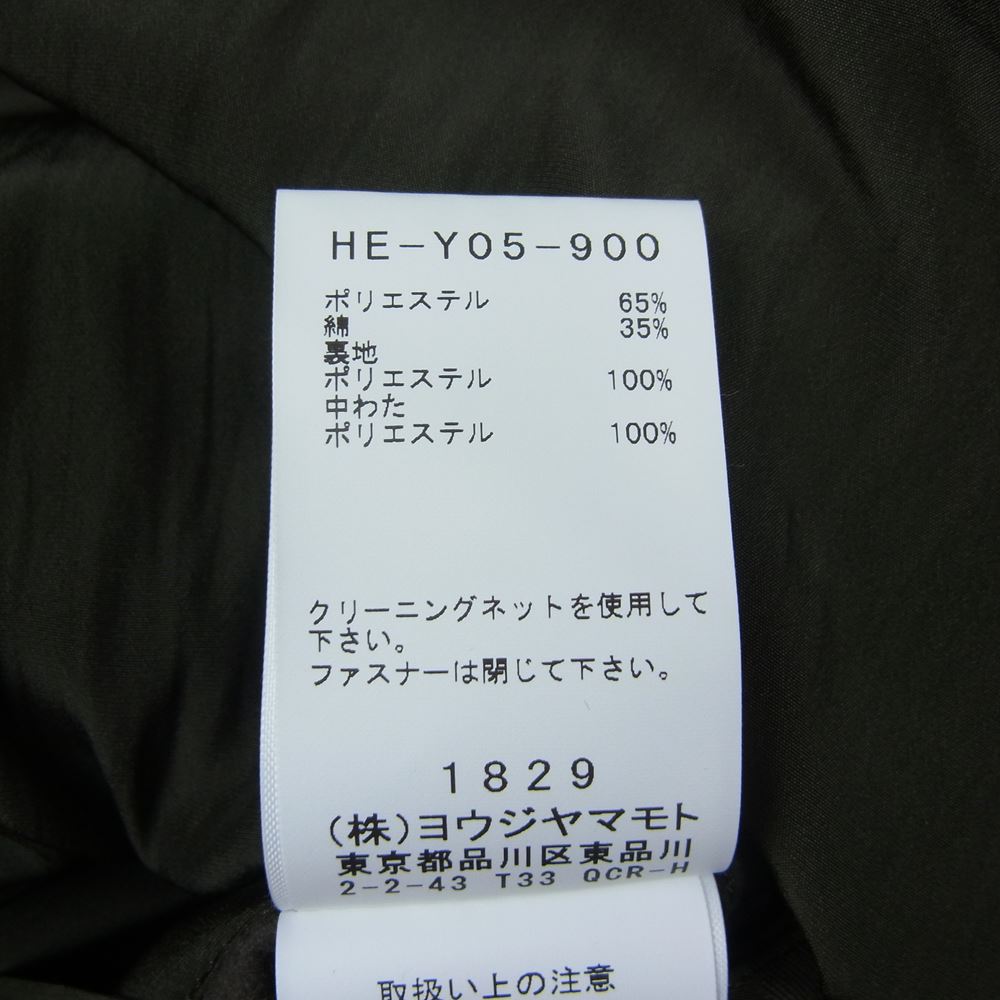 HE-Y05-900
ポリエステル 65%
綿 35%
裏地
ポリエステル 100%
中わた
ポリエステル 100%
クリーニングネットを使用して
下さい。
ファスナーは閉じて下さい。
1829
(株)ヨウジヤマモト
東京都品川区東品川
2-2-43 T33 QCR-H
取扱い上の注意